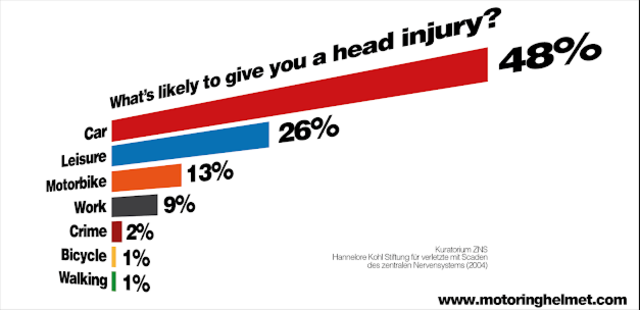 What's likely to give you a head injury?
Car 48%
Leisure 26%
Motorbike 13%
Work 9%
Crime 2%
Bicycle 1%
Walking 1%
Kuratorium ZNS
Hannelore Kohl Stiftung für verletzte mit Scaden
des zentralen Nervensystems (2004)
www.motoringhelmet.com